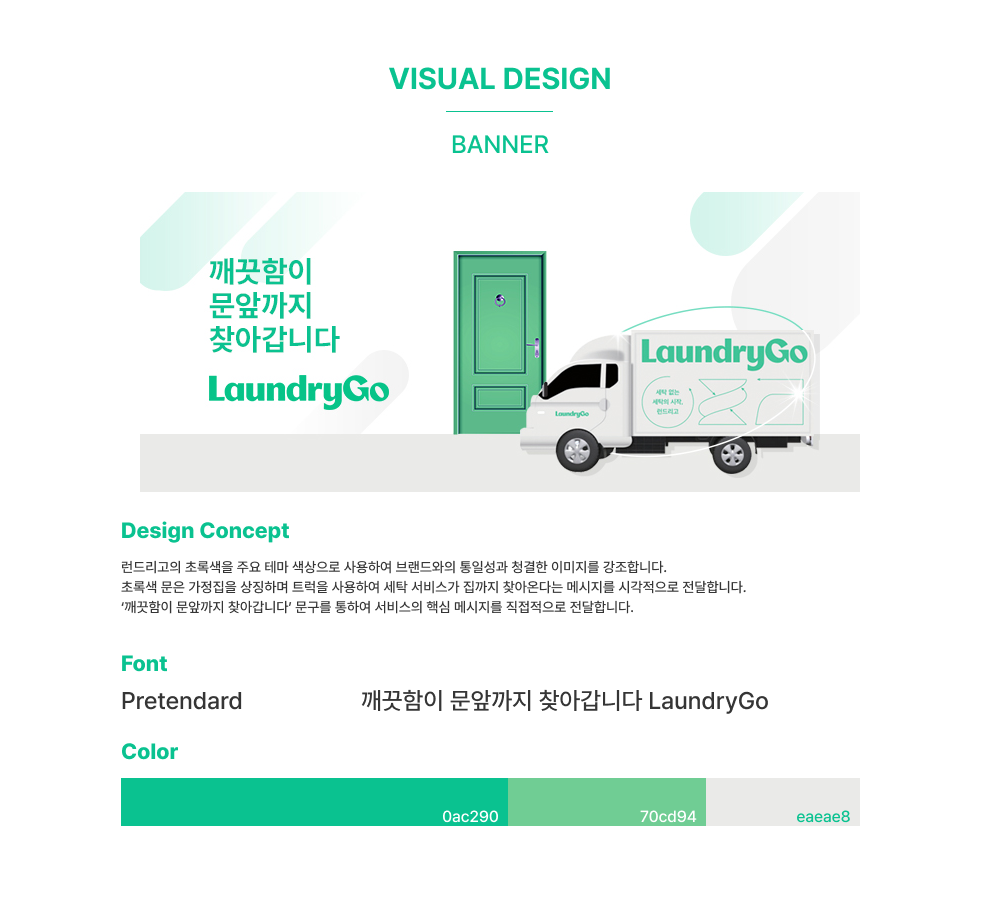 VISUAL DESIGN
BANNER
깨끗함이
문앞까지
찾아갑니다
LaundryGo
LaundryGo
세탁 없는
세탁의 시작,
런드리고
LaundryGo
Design Concept
런드리고의 초록색을 주요 테마 색상으로 사용하여 브랜드와의 통일성과 청결한 이미지를 강조합니다.
초록색 문은 가정집을 상징하며 트럭을 사용하여 세탁 서비스가 집까지 찾아온다는 메시지를 시각적으로 전달합니다.
‘깨끗함이 문앞까지 찾아갑니다’ 문구를 통하여 서비스의 핵심 메시지를 직접적으로 전달합니다.
Font
Pretendard
깨끗함이 문앞까지 찾아갑니다 LaundryGo
Color
0ac290
70cd94
eaeae8